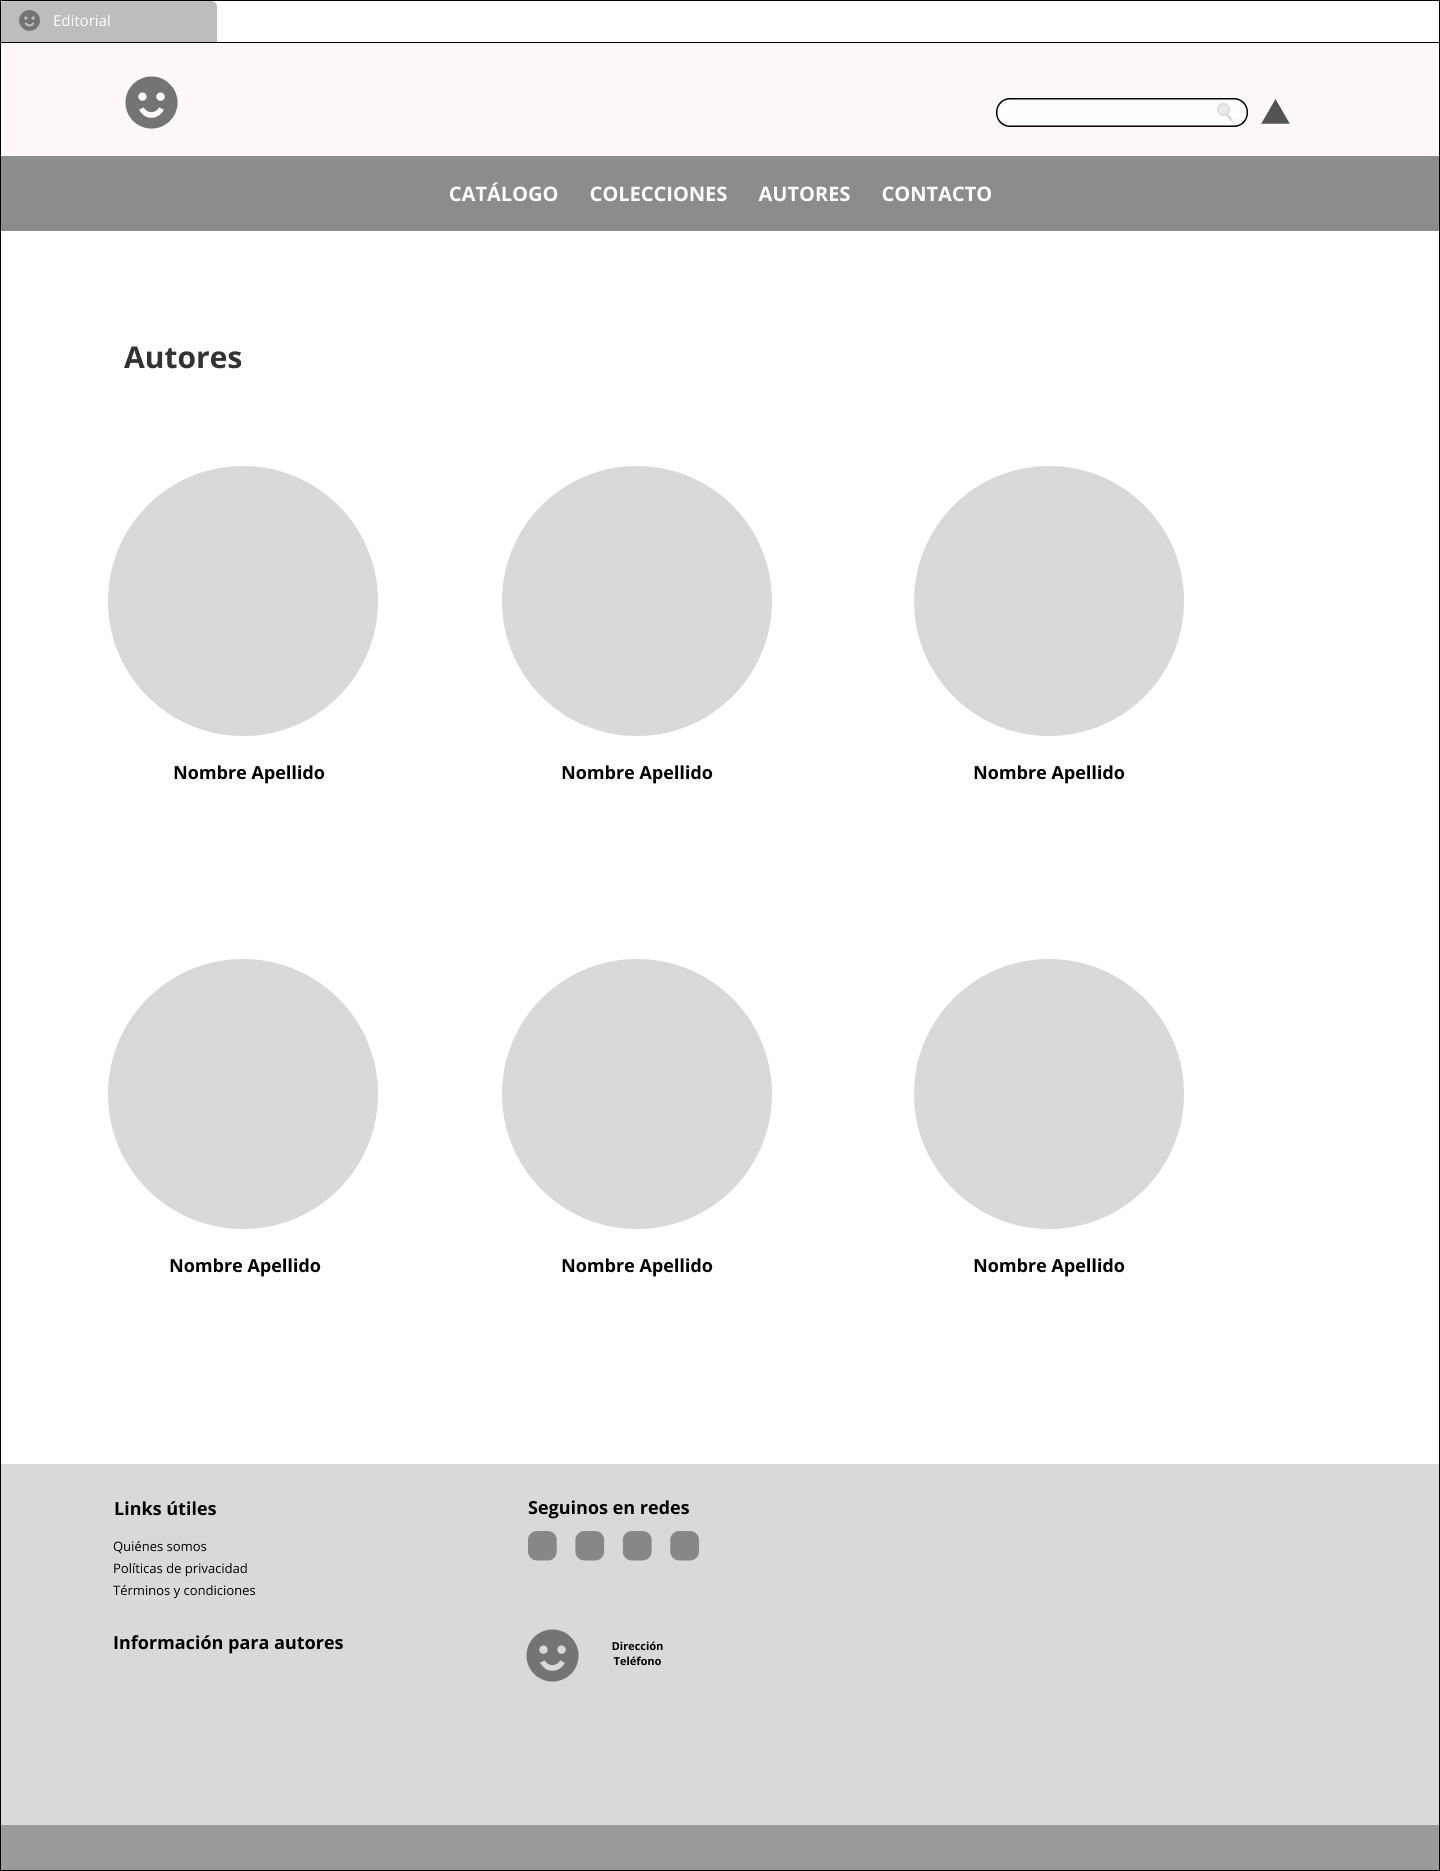 Editorial
CATÁLOGO COLECCIONES AUTORES CONTACTO
Autores
Nombre Apellido
Nombre Apellido
Nombre Apellido
Nombre Apellido
Nombre Apellido
Nombre Apellido
Links útiles
Quiénes somos
Políticas de privacidad
Términos y condiciones
Información para autores
Seguinos en redes
Dirección
Teléfono